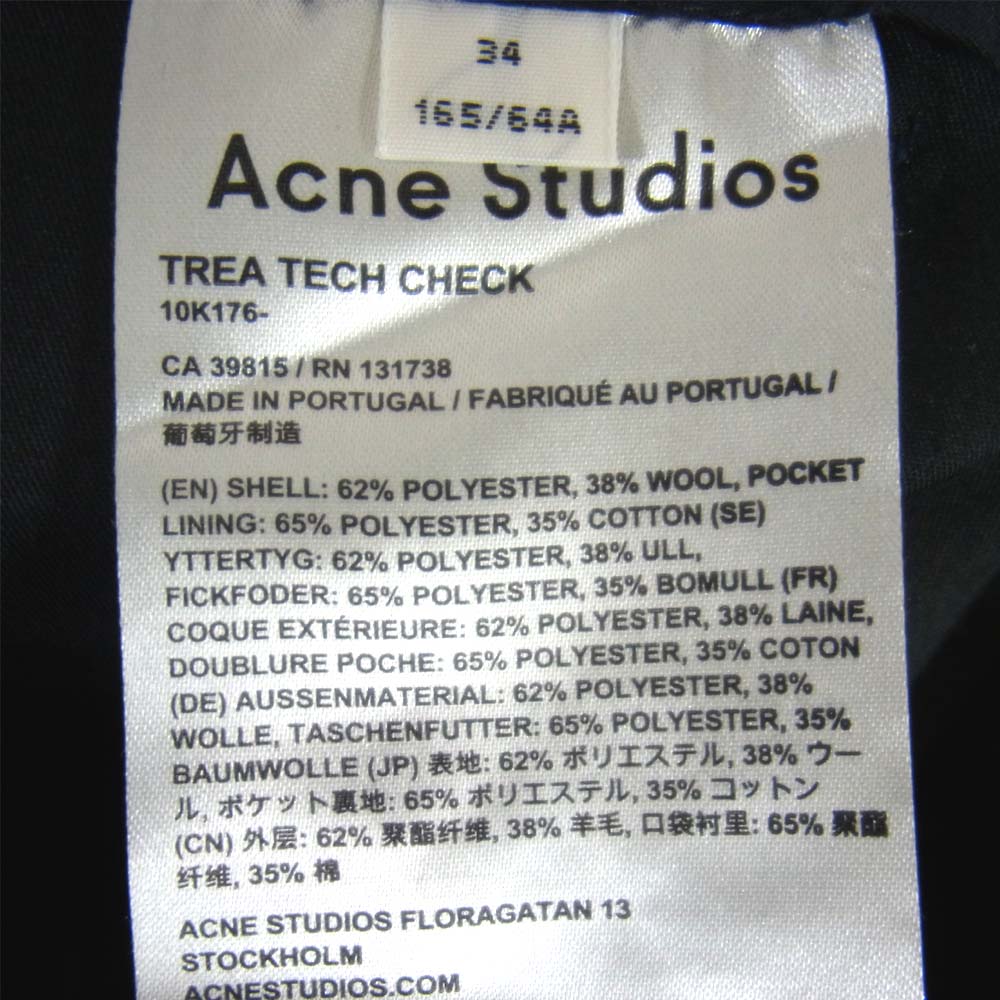 34
165/64A
Acne Studios
TREA TECH CHECK
10K176-
CA 39815 / RN 131738
MADE IN PORTUGAL / FABRIQUÉ AU PORTUGAL /
葡萄牙制造
(EN) SHELL: 62% POLYESTER, 38% WOOL, POCKET
LINING: 65% POLYESTER, 35% COTTON (SE)
YTTERTYG: 62% POLYESTER, 38% ULL,
FICKFODER: 65% POLYESTER, 35% BOMULL (FR)
COQUE EXTÉRIEURE: 62% POLYESTER, 38% LAINE,
DOUBLURE POCHE: 65% POLYESTER, 35% COTON
(DE) AUSSENMATERIAL: 62% POLYESTER, 38%
WOLLE, TASCHENFUTTER: 65% POLYESTER, 35%
BAUMWOLLE (JP) 表地: 62% ポリエステル, 38% ウー
ル, ポケット裏地: 65% ポリエステル, 35% コットン
(CN) 外层: 62% 聚酯纤维, 38% 羊毛, 口袋衬里: 65% 聚酯
纤维, 35% 棉
ACNE STUDIOS FLORAGATAN 13
STOCKHOLM
ACNESTUDIOS.COM